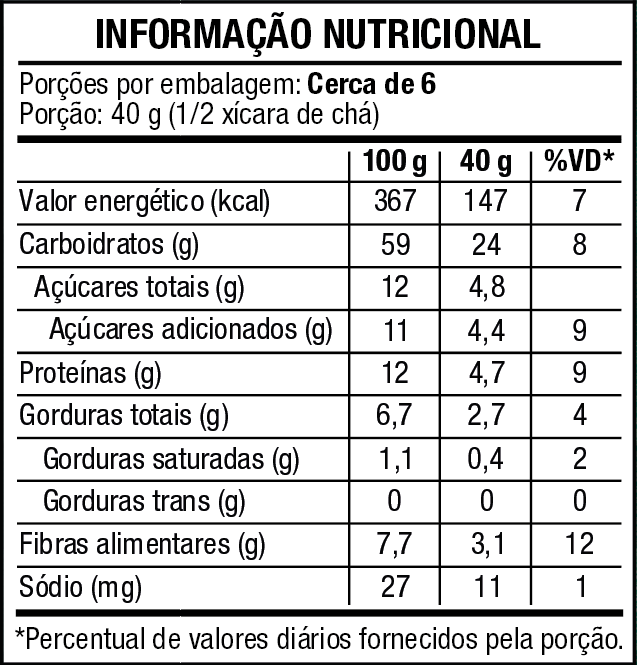 INFORMAÇÃO NUTRICIONAL
Porções por embalagem: Cerca de 6
Porção: 40 g (1/2 xícara de chá)
100 g 40 g %VD*
Valor energético (kcal) 367 147 7
Carboidratos (g) 59 24 8
Açúcares totais (g) 12 4,8
Açúcares adicionados (g) 11 4,4 9
Proteínas (g) 12 4,7 9
Gorduras totais (g) 6,7 2,7 4
Gorduras saturadas (g) 1,1 0,4 2
Gorduras trans (g) 0 0 0
Fibras alimentares (g) 7,7 3,1 12
Sódio (mg) 27 11 1
*Percentual de valores diários fornecidos pela porção.